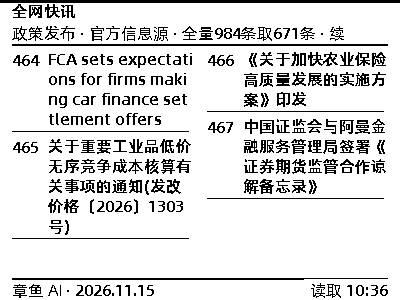 全网快讯
政策发布 · 官方信息源 · 全量984条取671条 · 续
464 FCA sets expectati
ons for firms maki
ng car finance set
tlement offers
465 关于重要工业品低价
无序竞争成本核算有
关事项的通知(发改
价格〔2026〕1303
号)
466 《关于加快农业保险
高质量发展的实施方
案》印发
467 中国证监会与阿曼金
融服务管理局签署《
证券期货监管合作谅
解备忘录》
章鱼 AI · 2026.11.15
读取 10:36